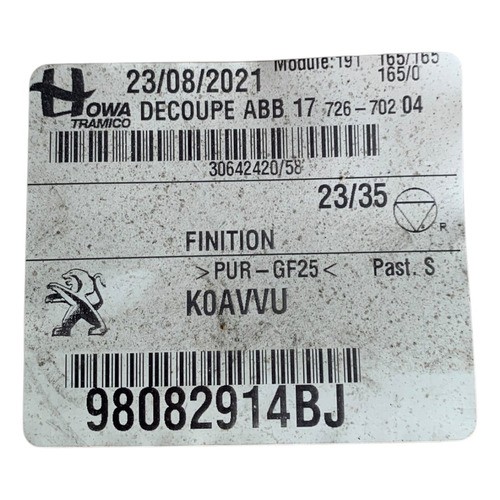 Module:191 165/165
165/0
23/08/2021
HOWA
TRAMICO
DECOUPE ABB 17 726-702 04
30642420/58
23/35
R
FINITION
>PUR-GF25< Past. S
K0AVVU
98082914BJ